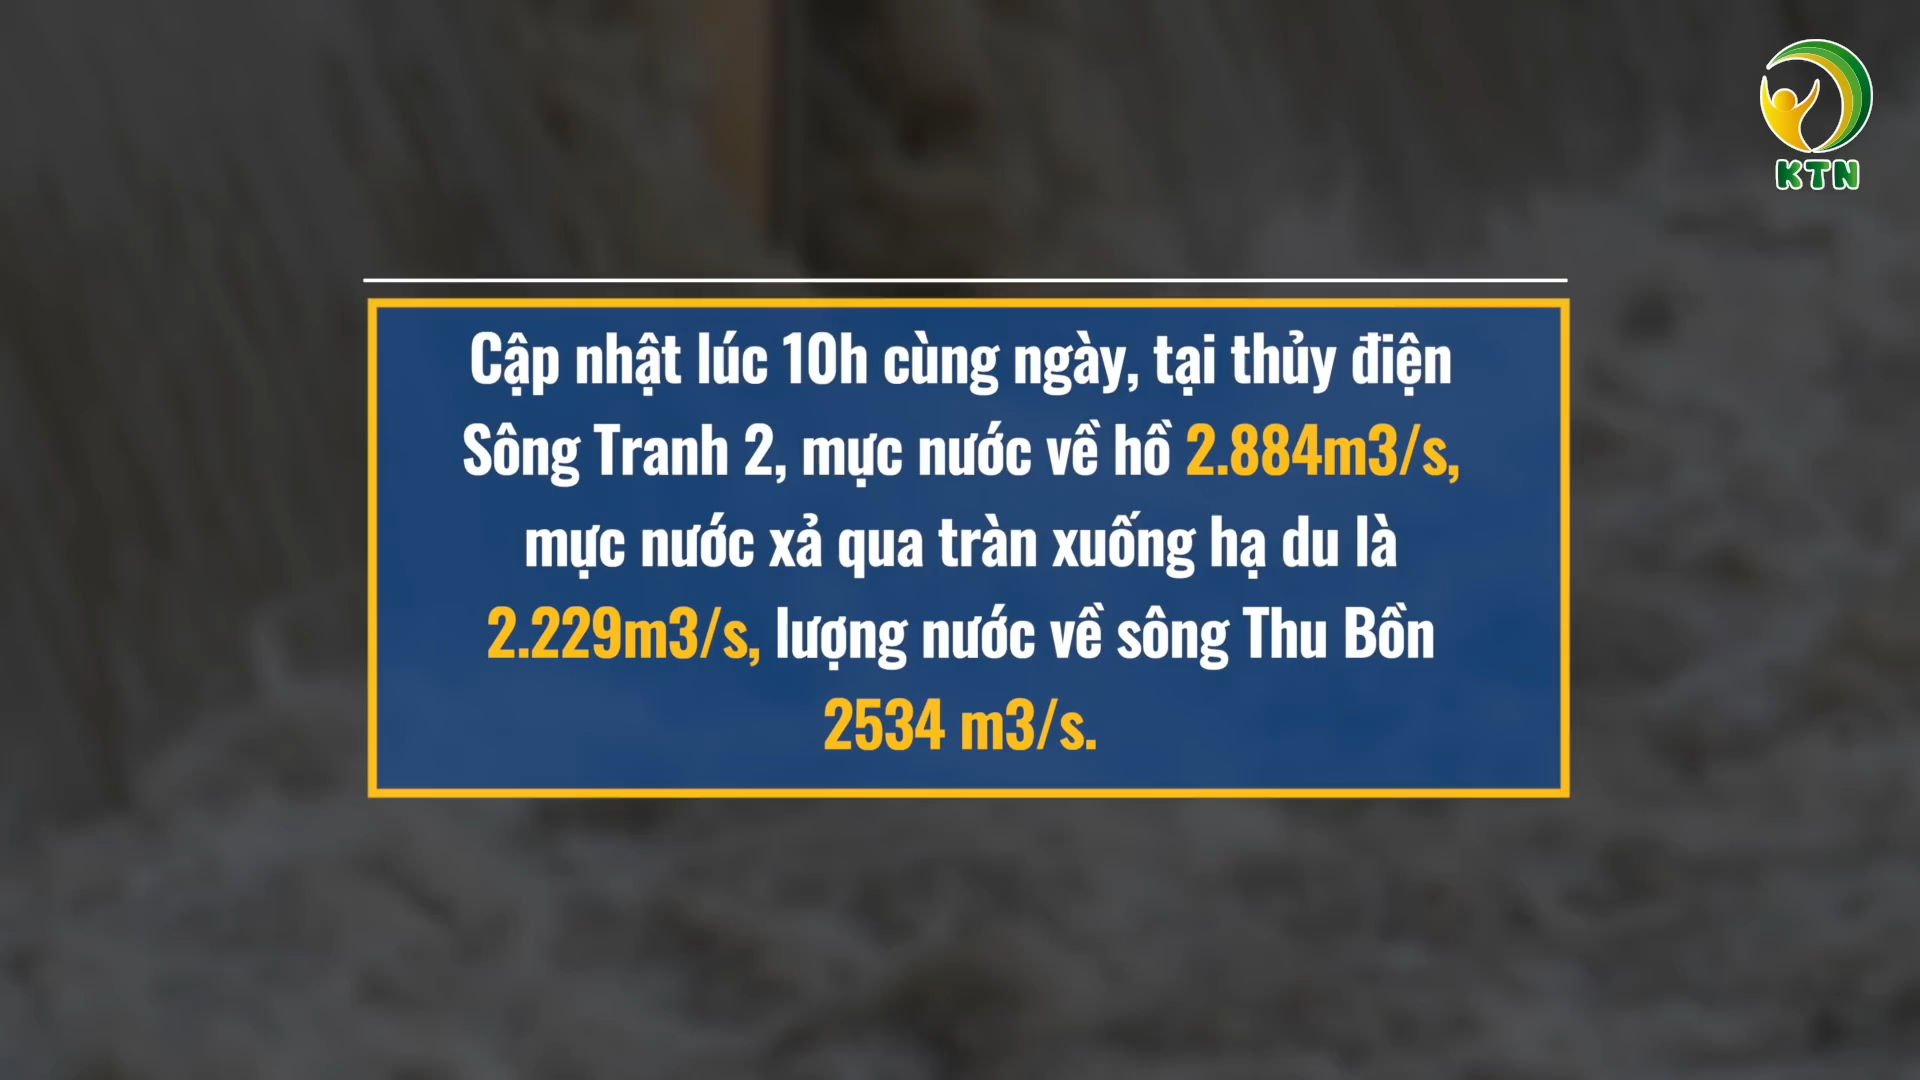 KTN
Cập nhật lúc 10h cùng ngày, tại thủy điện
Sông Tranh 2, mực nước về hồ 2.884m3/s,
mực nước xả qua tràn xuống hạ du là
2.229m3/s, lượng nước về sông Thu Bồn
2534 m3/s.